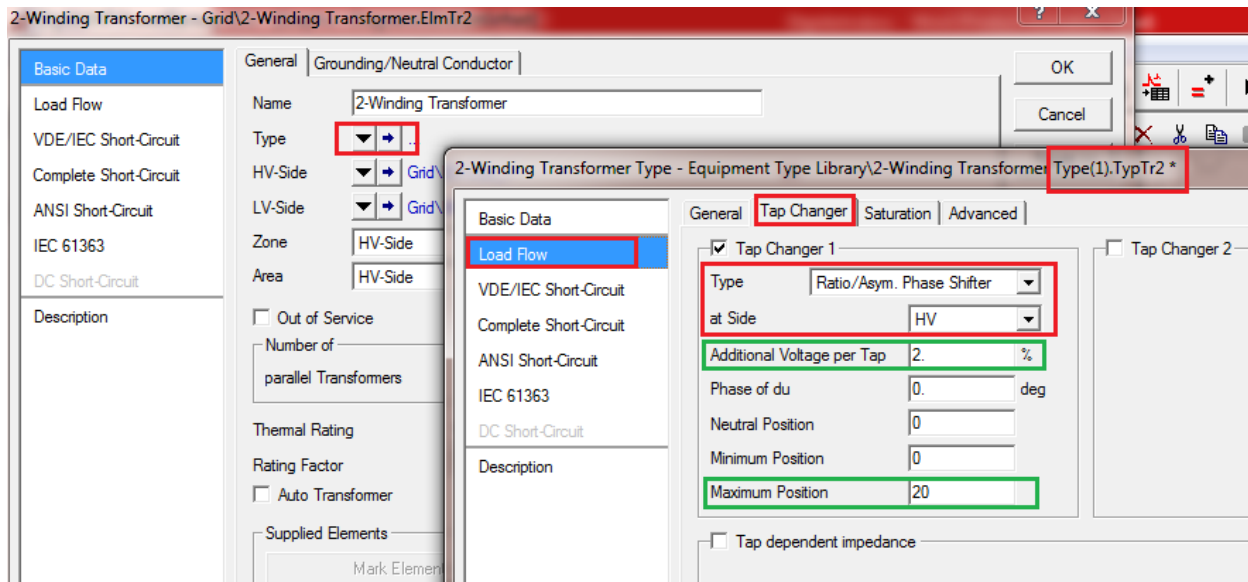 2-Winding Transformer - Grid\2-Winding Transformer.ElmTr2
? x
Basic Data
Load Flow
VDE/IEC Short-Circuit
Complete Short-Circuit
ANSI Short-Circuit
IEC 61363
DC Short-Circuit
Description
General Grounding/Neutral Conductor
Name 2-Winding Transformer
Type ..
HV-Side Grid\
LV-Side Grid\
Zone HV-Side
Area HV-Side
Out of Service
Number of
parallel Transformers
Thermal Rating
Rating Factor
Auto Transformer
Supplied Elements
Mark Elemen
OK
Cancel
2-Winding Transformer Type - Equipment Type Library\2-Winding Transformer Type(1).TypTr2 *
Basic Data
Load Flow
VDE/IEC Short-Circuit
Complete Short-Circuit
ANSI Short-Circuit
IEC 61363
DC Short-Circuit
Description
General Tap Changer Saturation Advanced
Tap Changer 1
Type Ratio/Asym. Phase Shifter
at Side HV
Additional Voltage per Tap 2. %
Phase of du 0. deg
Neutral Position 0
Minimum Position 0
Maximum Position 20
Tap dependent impedance
Tap Changer 2